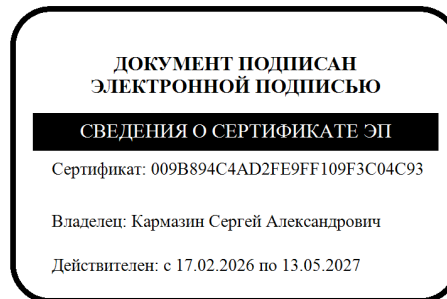 ДОКУМЕНТ ПОДПИСАН
ЭЛЕКТРОННОЙ ПОДПИСЬЮ
СВЕДЕНИЯ О СЕРТИФИКАТЕ ЭП
Сертификат: 009B894C4AD2FE9FF109F3C04C93
Владелец: Кармазин Сергей Александрович
Действителен: с 17.02.2026 по 13.05.2027